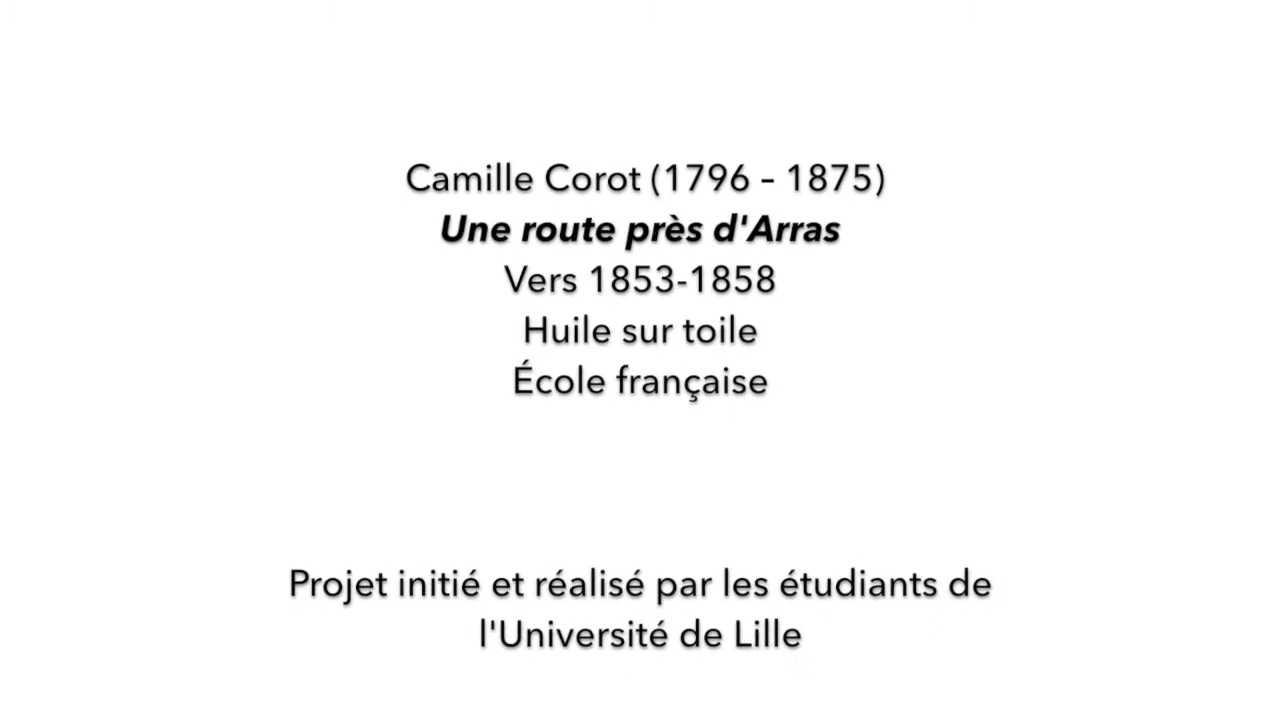 Camille Corot (1796 – 1875)
Une route près d'Arras
Vers 1853-1858
Huile sur toile
École française
Projet initié et réalisé par les étudiants de
l'Université de Lille